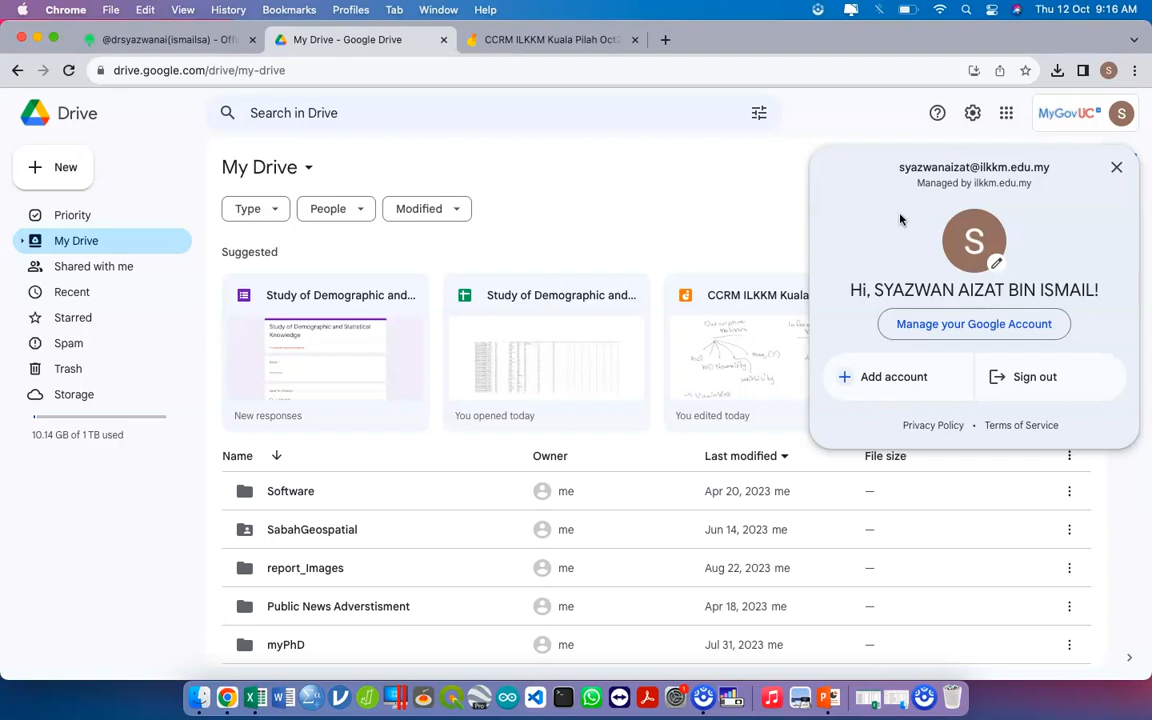 Chrome File Edit View History Bookmarks Profiles Tab Window Help Thu 12 Oct 9:16 AM
@drsyazwanai(ismailsa) - Off
My Drive - Google Drive
CCRM ILKKM Kuala Pilah Oct2
drive.google.com/drive/my-drive
S
Drive
Search in Drive
MyGovUC
S
New
Priority
My Drive
Shared with me
Recent
Starred
Spam
Trash
Storage
10.14 GB of 1 TB used
My Drive
Type
People
Modified
Suggested
Study of Demographic and...
Study of Demographic and Statistical
Knowledge
New responses
Study of Demographic and...
You opened today
CCRM ILKKM Kuala
You edited today
syazwanaizat@ilkkm.edu.my
Managed by ilkkm.edu.my
S
Hi, SYAZWAN AIZAT BIN ISMAIL!
Manage your Google Account
Add account
Sign out
Privacy Policy • Terms of Service
Name Owner Last modified File size
Software me Apr 20, 2023 me —
SabahGeospatial me Jun 14, 2023 me —
report_Images me Aug 22, 2023 me —
Public News Adverstisment me Apr 18, 2023 me —
myPhD me Jul 31, 2023 me —